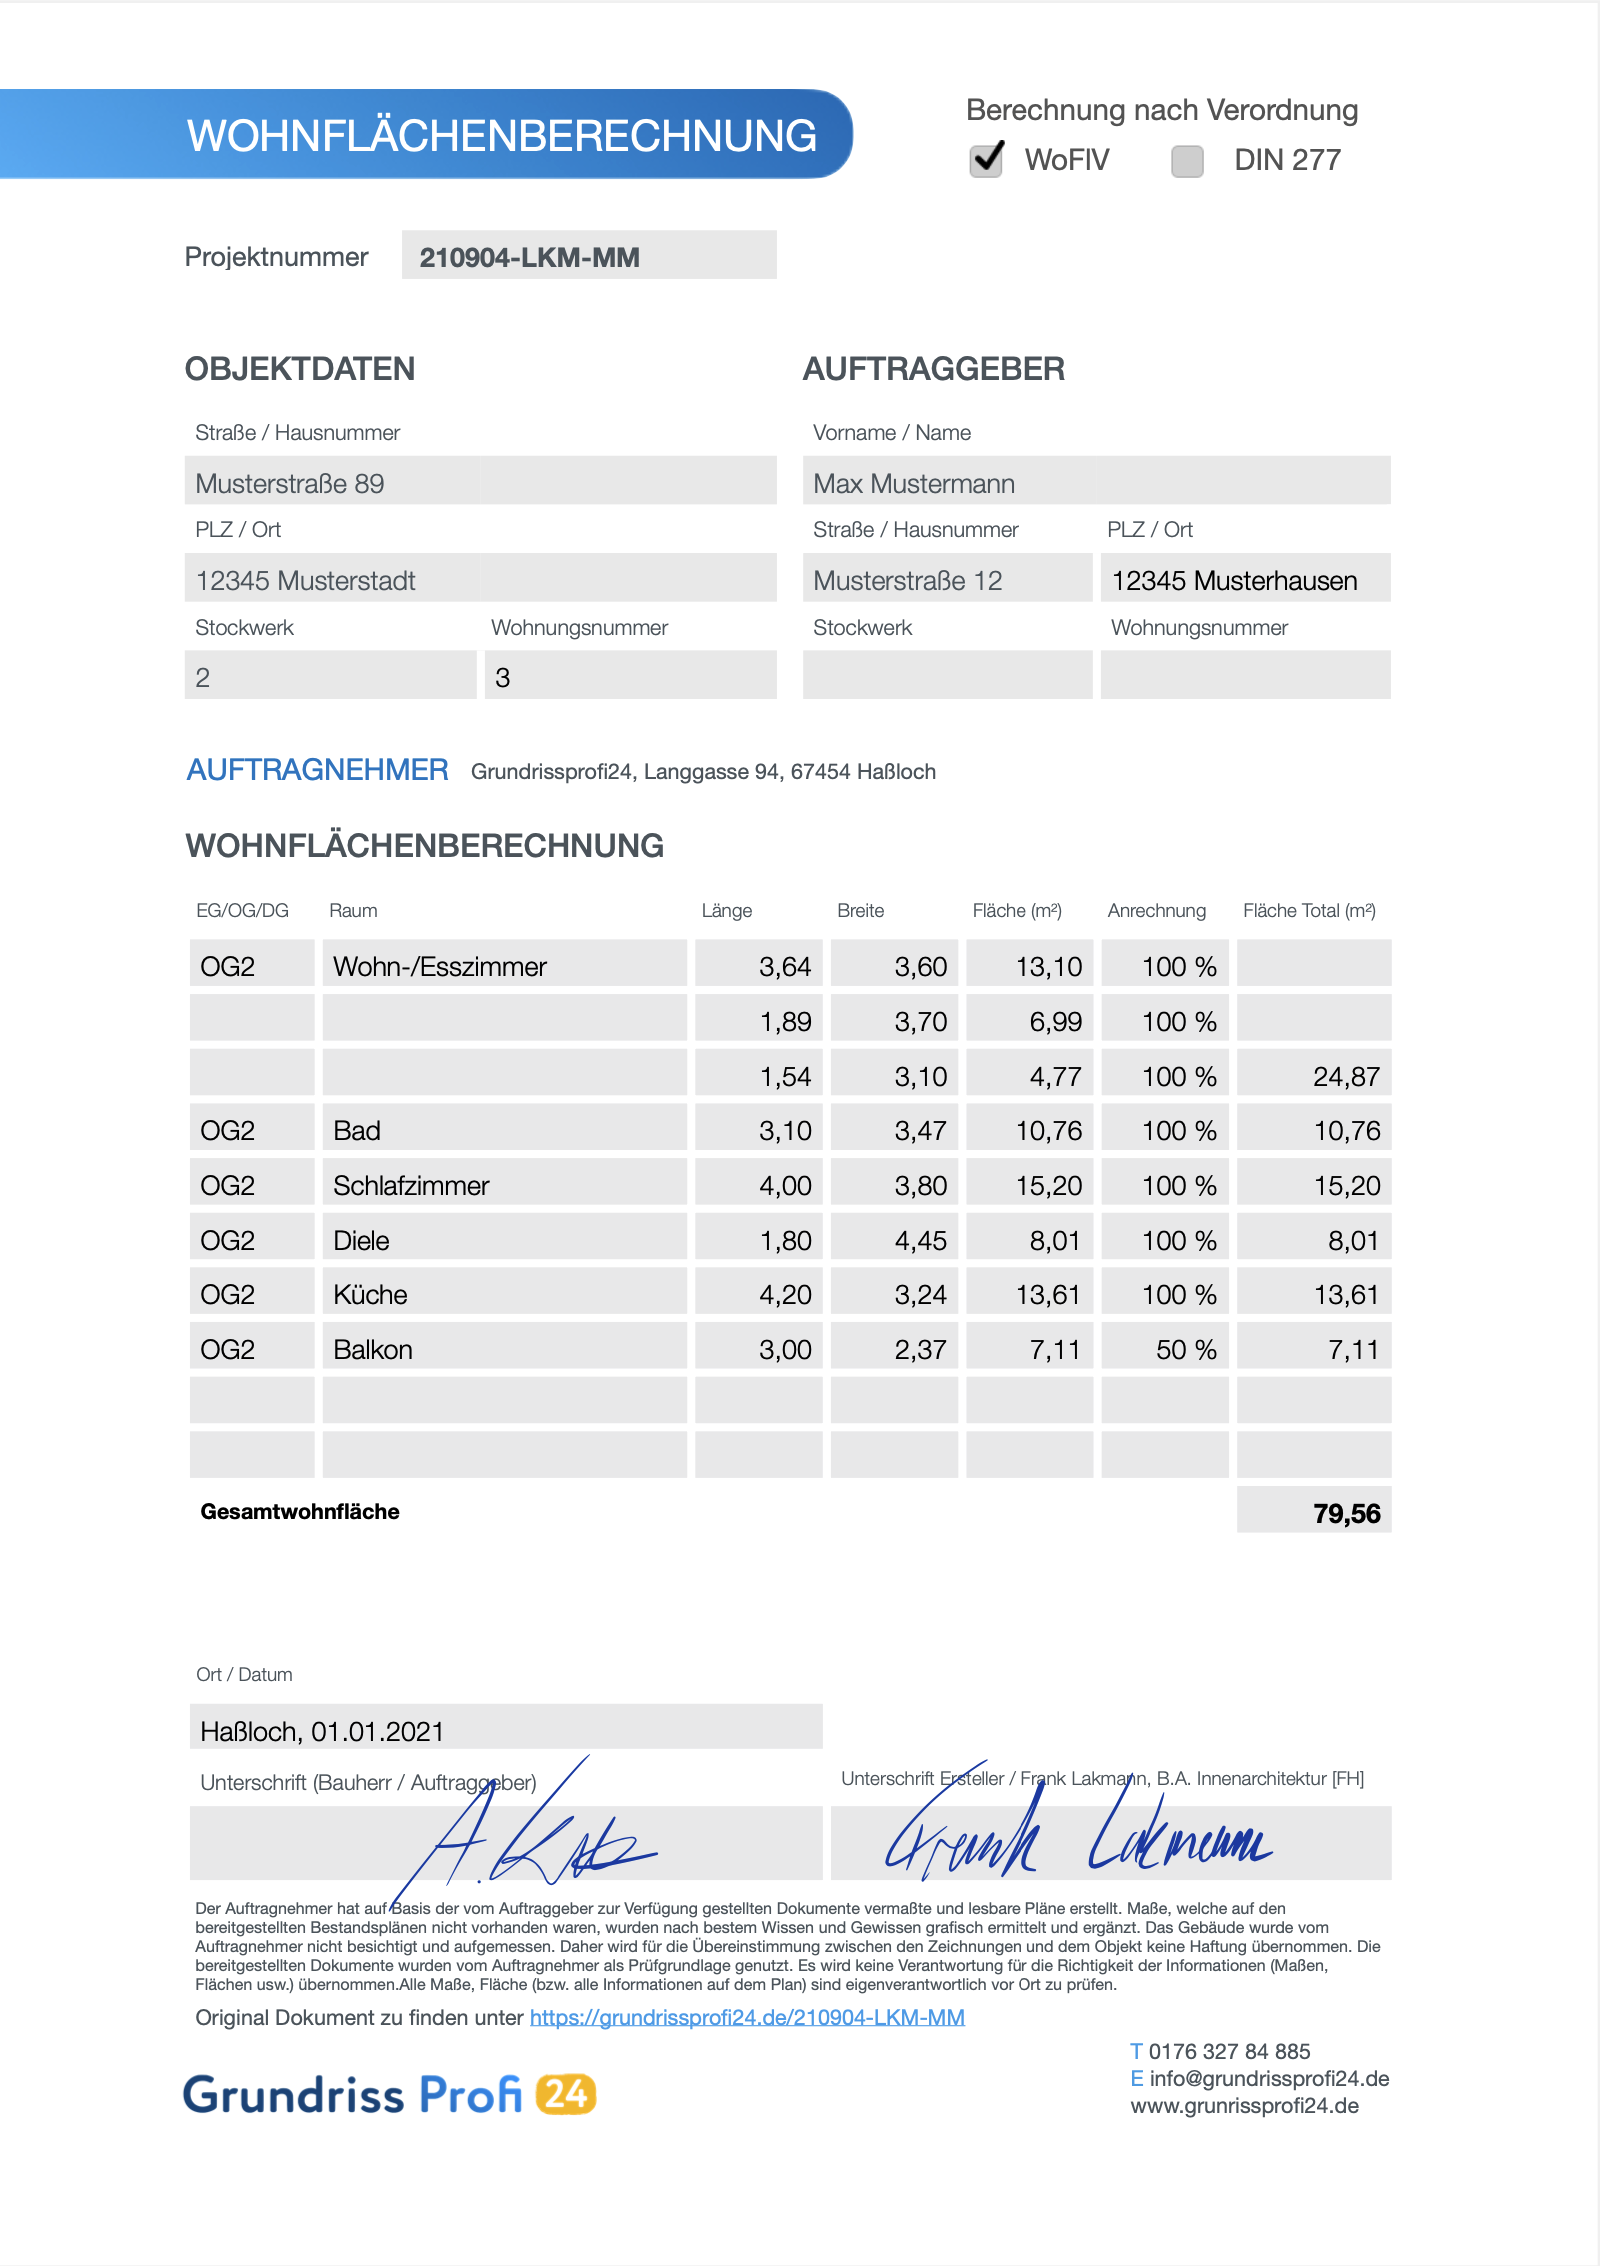 WOHNFLÄCHENBERECHNUNG
Berechnung nach Verordnung
WoFlV DIN 277
Projektnummer 210904-LKM-MM
OBJEKTDATEN
Straße / Hausnummer
Musterstraße 89
PLZ / Ort
12345 Musterstadt
Stockwerk Wohnungsnummer
2 3
AUFTRAGGEBER
Vorname / Name
Max Mustermann
Straße / Hausnummer PLZ / Ort
Musterstraße 12 12345 Musterhausen
Stockwerk Wohnungsnummer
AUFTRAGNEHMER Grundrissprofi24, Langgasse 94, 67454 Haßloch
WOHNFLÄCHENBERECHNUNG
EG/OG/DG Raum Länge Breite Fläche (m²) Anrechnung Fläche Total (m²)
OG2 Wohn-/Esszimmer 3,64 3,60 13,10 100 %
1,89 3,70 6,99 100 %
1,54 3,10 4,77 100 % 24,87
OG2 Bad 3,10 3,47 10,76 100 % 10,76
OG2 Schlafzimmer 4,00 3,80 15,20 100 % 15,20
OG2 Diele 1,80 4,45 8,01 100 % 8,01
OG2 Küche 4,20 3,24 13,61 100 % 13,61
OG2 Balkon 3,00 2,37 7,11 50 % 7,11
Gesamtwohnfläche 79,56
Ort / Datum
Haßloch, 01.01.2021
Unterschrift (Bauherr / Auftraggeber)
Unterschrift Ersteller / Frank Lakmann, B.A. Innenarchitektur [FH]
Frank Lakmann
Der Auftragnehmer hat auf Basis der vom Auftraggeber zur Verfügung gestellten Dokumente vermaßte und lesbare Pläne erstellt. Maße, welche auf den
bereitgestellten Bestandsplänen nicht vorhanden waren, wurden nach bestem Wissen und Gewissen grafisch ermittelt und ergänzt. Das Gebäude wurde vom
Auftragnehmer nicht besichtigt und aufgemessen. Daher wird für die Übereinstimmung zwischen den Zeichnungen und dem Objekt keine Haftung übernommen. Die
bereitgestellten Dokumente wurden vom Auftragnehmer als Prüfgrundlage genutzt. Es wird keine Verantwortung für die Richtigkeit der Informationen (Maßen,
Flächen usw.) übernommen.Alle Maße, Fläche (bzw. alle Informationen auf dem Plan) sind eigenverantwortlich vor Ort zu prüfen.
Original Dokument zu finden unter https://grundrissprofi24.de/210904-LKM-MM
Grundriss Profi 24
T 0176 327 84 885
E info@grundrissprofi24.de
www.grunrissprofi24.de